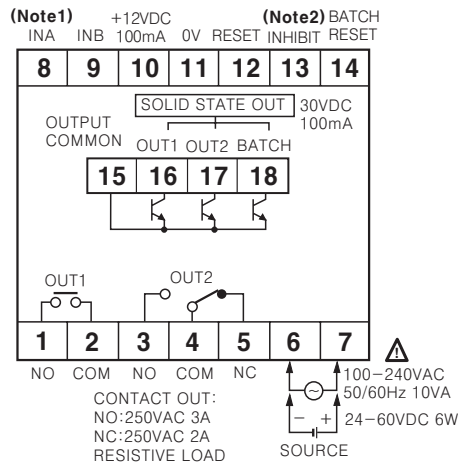 (Note1) +12VDC (Note2) BATCH
INA INB 100mA 0V RESET INHIBIT RESET
8 9 10 11 12 13 14
SOLID STATE OUT 30VDC
100mA
OUTPUT
COMMON OUT1 OUT2 BATCH
15 16 17 18
OUT1 OUT2
1 2 3 4 5 6 7
NO COM NO COM NC
100-240VAC
50/60Hz 10VA
CONTACT OUT:
NO:250VAC 3A
NC:250VAC 2A
RESISTIVE LOAD
- + 24-60VDC 6W
SOURCE